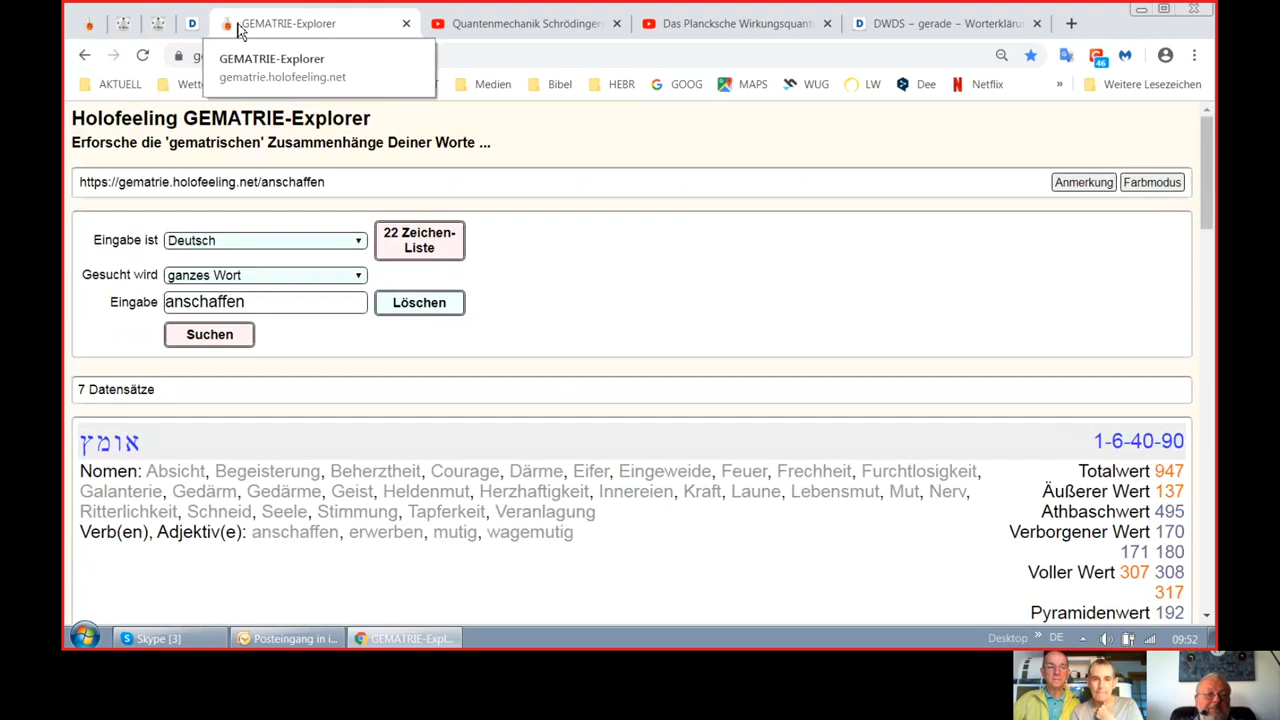 GEMATRIE-Explorer
Quantenmechanik Schrödinger
Das Plancksche Wirkungsquant
DWDS – gerade – Worterkläru
GEMATRIE-Explorer
gematrie.holofeeling.net
46
AKTUELL
Medien
Bibel
HEBR
GOOG
MAPS
WUG
LW
Dee
Netflix
»
Weitere Lesezeichen
Holofeeling GEMATRIE-Explorer
Erforsche die 'gematrischen' Zusammenhänge Deiner Worte ...
https://gematrie.holofeeling.net/anschaffen
Anmerkung
Farbmodus
Eingabe ist
Deutsch
22 Zeichen-
Liste
Gesucht wird
ganzes Wort
Eingabe
anschaffen
Löschen
Suchen
7 Datensätze
אומץ
1-6-40-90
Nomen: Absicht, Begeisterung, Beherztheit, Courage, Därme, Eifer, Eingeweide, Feuer, Frechheit, Furchtlosigkeit,
Galanterie, Gedärm, Gedärme, Geist, Heldenmut, Herzhaftigkeit, Innereien, Kraft, Laune, Lebensmut, Mut, Nerv,
Ritterlichkeit, Schneid, Seele, Stimmung, Tapferkeit, Veranlagung
Verb(en), Adjektiv(e): anschaffen, erwerben, mutig, wagemutig
Totalwert 947
Äußerer Wert 137
Athbaschwert 495
Verborgener Wert 170
171 180
Voller Wert 307 308
317
Pyramidenwert 192
Skype [3]
Posteingang in i...
GEMATRIE-Expl...
Desktop
»
DE
09:52